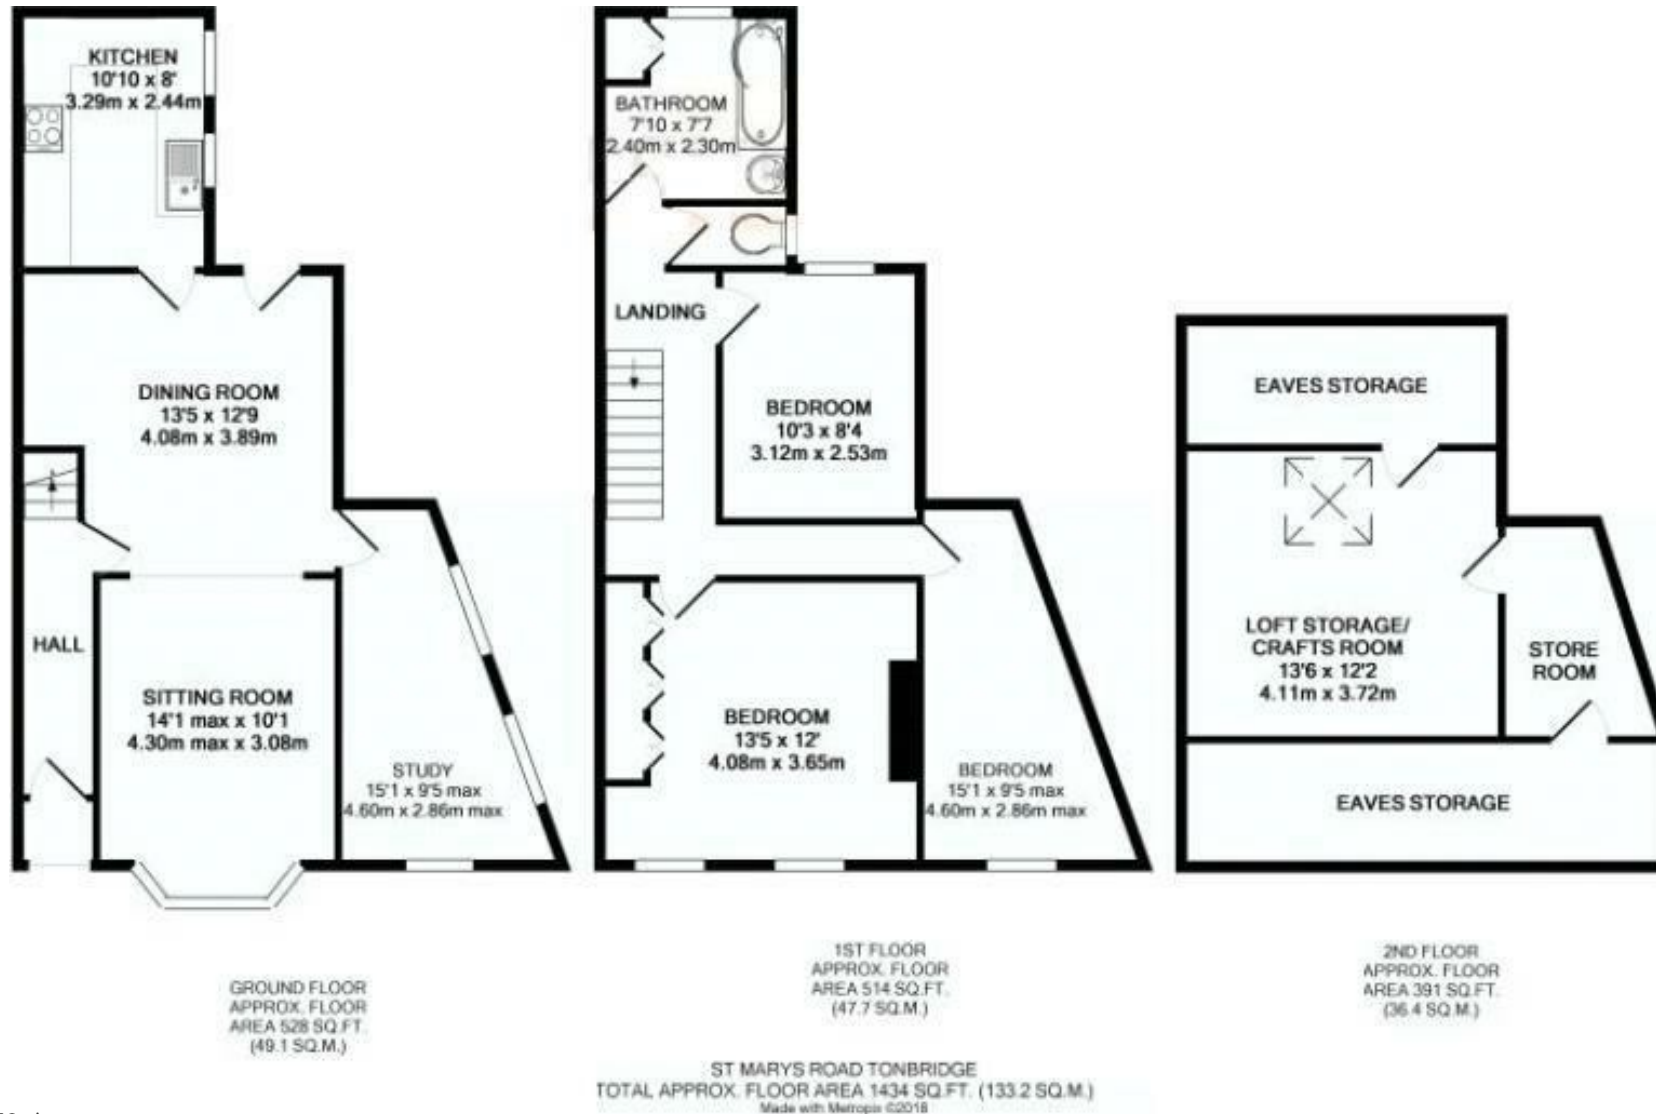 KITCHEN
10'10 x 8'
3.29m x 2.44m
DINING ROOM
13'5 x 12'9
4.08m x 3.89m
HALL
SITTING ROOM
14'1 max x 10'1
4.30m max x 3.08m
STUDY
15'1 x 9'5 max
4.60m x 2.86m max
GROUND FLOOR
APPROX. FLOOR
AREA 528 SQ.FT.
(49.1 SQ.M.)
BATHROOM
7'10 x 7'7
2.40m x 2.30m
LANDING
BEDROOM
10'3 x 8'4
3.12m x 2.53m
BEDROOM
13'5 x 12'
4.08m x 3.65m
BEDROOM
15'1 x 9'5 max
4.60m x 2.86m max
1ST FLOOR
APPROX. FLOOR
AREA 514 SQ.FT.
(47.7 SQ.M.)
EAVES STORAGE
LOFT STORAGE/
CRAFTS ROOM
13'6 x 12'2
4.11m x 3.72m
STORE
ROOM
EAVES STORAGE
2ND FLOOR
APPROX. FLOOR
AREA 391 SQ.FT.
(36.4 SQ.M.)
ST MARYS ROAD TONBRIDGE
TOTAL APPROX. FLOOR AREA 1434 SQ.FT. (133.2 SQ.M.)
Made with Metropix ©2018